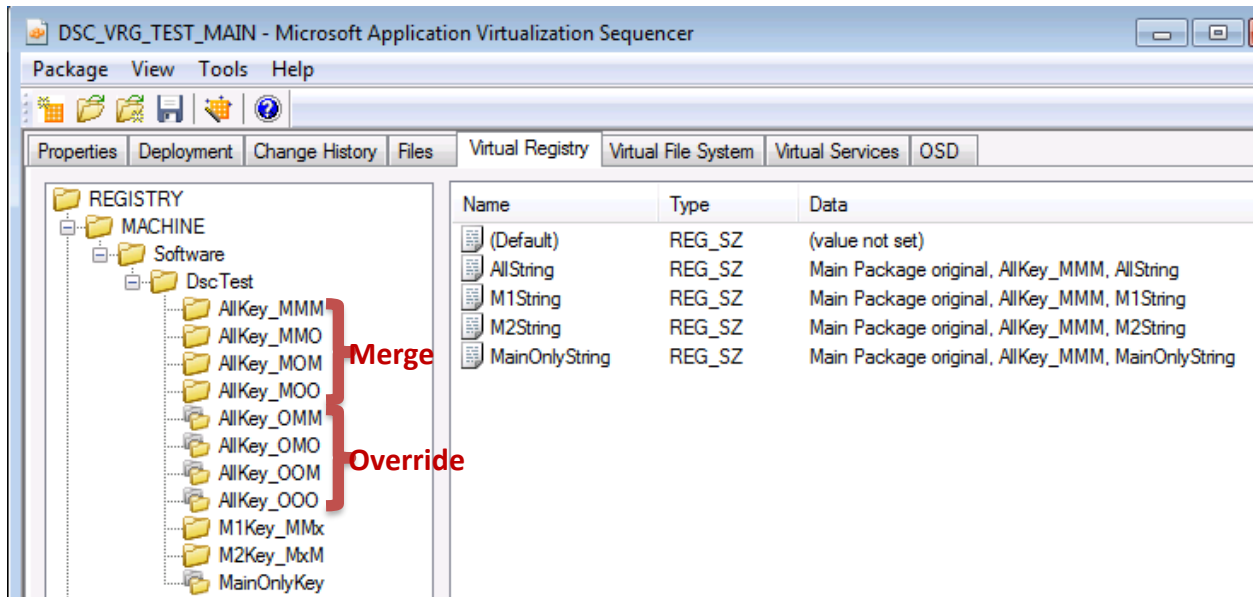 DSC_VRG_TEST_MAIN - Microsoft Application Virtualization Sequencer
Package View Tools Help
Properties Deployment Change History Files Virtual Registry Virtual File System Virtual Services OSD
REGISTRY
MACHINE
Software
DscTest
AllKey_MMM
AllKey_MMO
AllKey_MOM
AllKey_MOO
AllKey_OMM
AllKey_OMO
AllKey_OOM
AllKey_OOO
M1Key_MMx
M2Key_MxM
MainOnlyKey
Merge
Override
Name Type Data
(Default) REG_SZ (value not set)
AllString REG_SZ Main Package original, AllKey_MMM, AllString
M1String REG_SZ Main Package original, AllKey_MMM, M1String
M2String REG_SZ Main Package original, AllKey_MMM, M2String
MainOnlyString REG_SZ Main Package original, AllKey_MMM, MainOnlyString